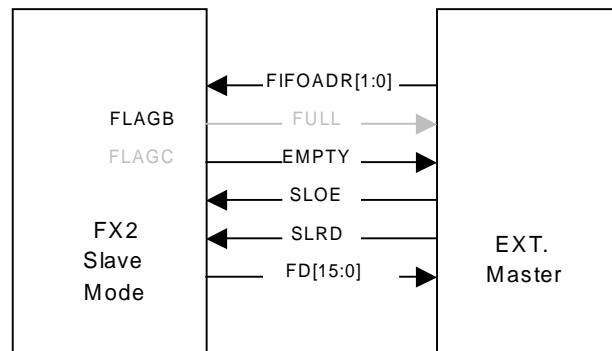 FIFOADR[1:0]
FLAGB FULL
FLAGC EMPTY
SLOE
SLRD
FX2
Slave
Mode
FD[15:0]
EXT.
Master